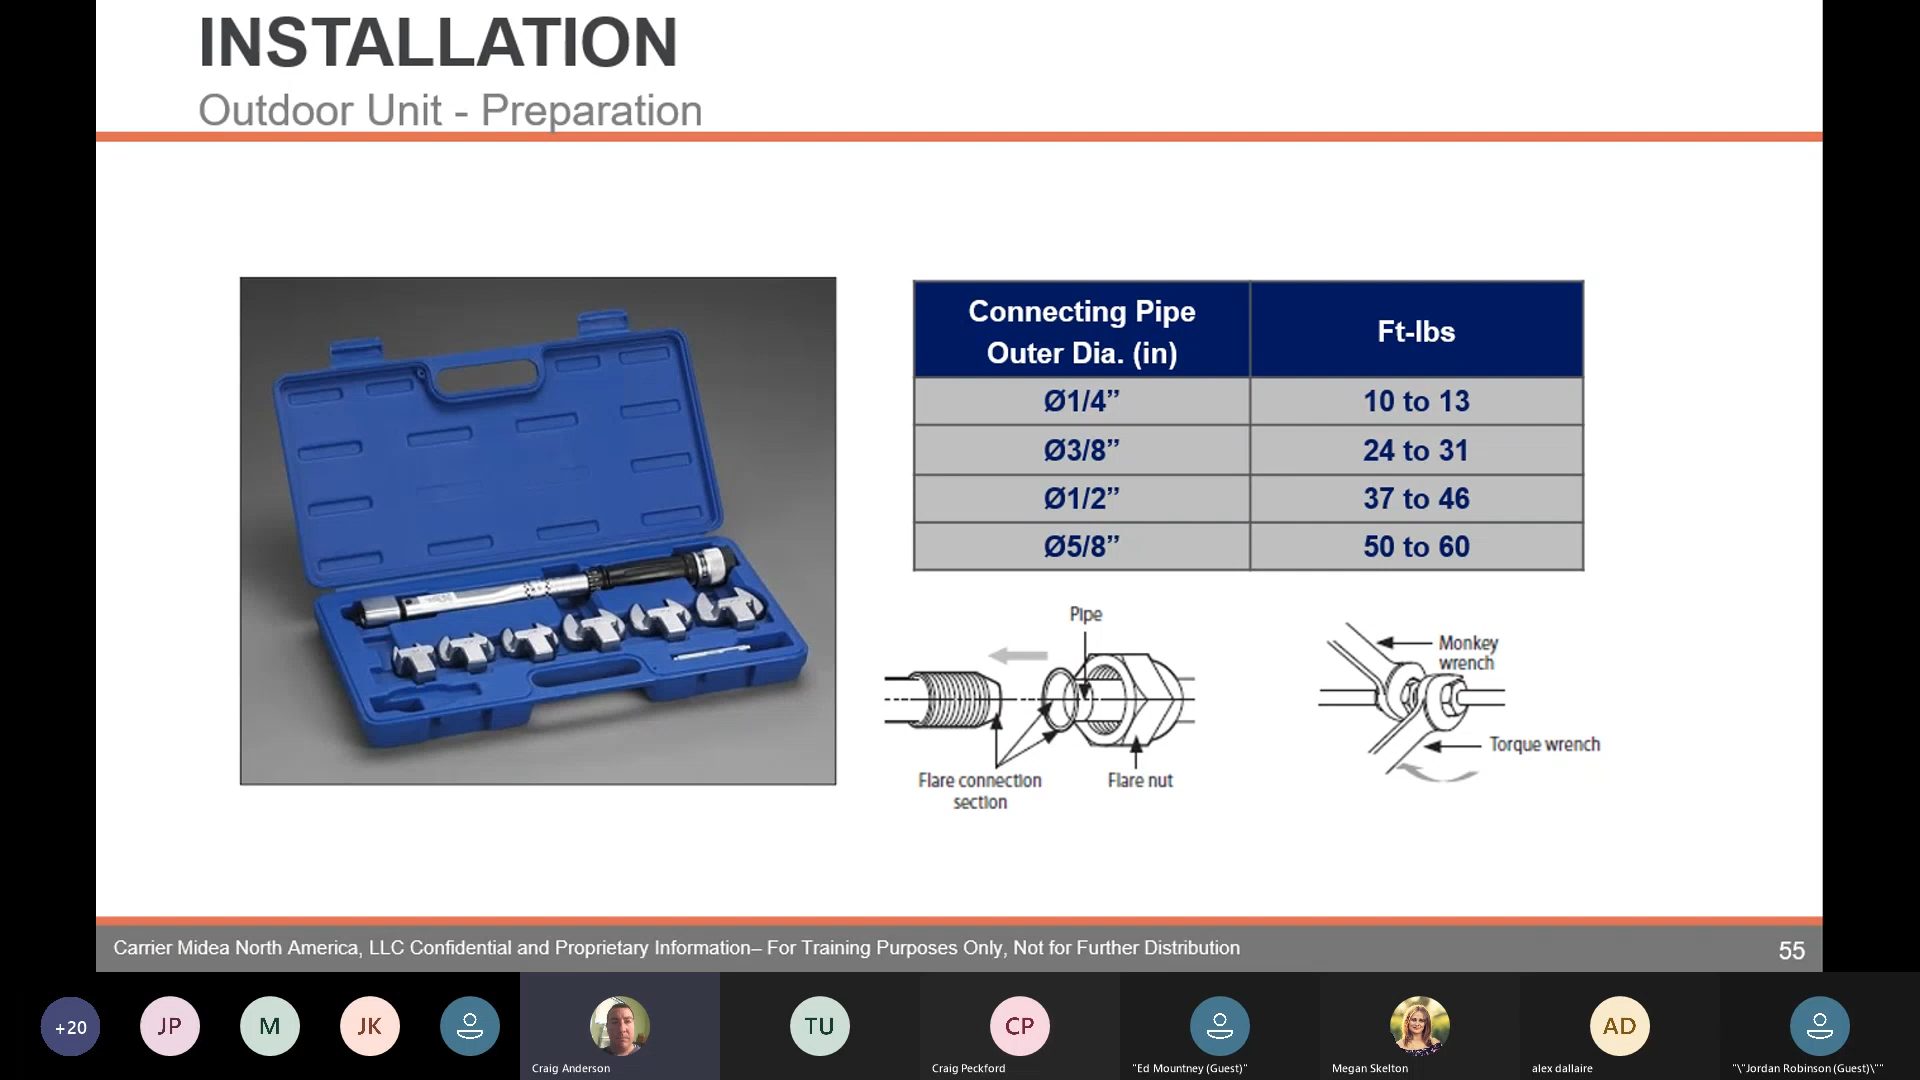 INSTALLATION
Outdoor Unit - Preparation
Connecting Pipe
Outer Dia. (in)
Ft-lbs
Ø1/4”
10 to 13
Ø3/8”
24 to 31
Ø1/2”
37 to 46
Ø5/8”
50 to 60
Pipe
Monkey
wrench
Torque wrench
Flare connection
section
Flare nut
Carrier Midea North America, LLC Confidential and Proprietary Information– For Training Purposes Only, Not for Further Distribution
55
+20
JP
M
JK
TU
CP
AD
Craig Anderson
Craig Peckford
"Ed Mountney (Guest)"
Megan Skelton
alex dallaire
"\"Jordan Robinson (Guest)\""